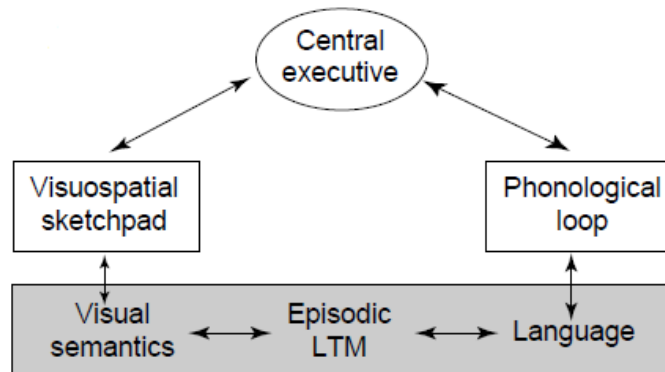 Central
executive
Visuospatial
sketchpad
Phonological
loop
Visual
semantics
Episodic
LTM
Language